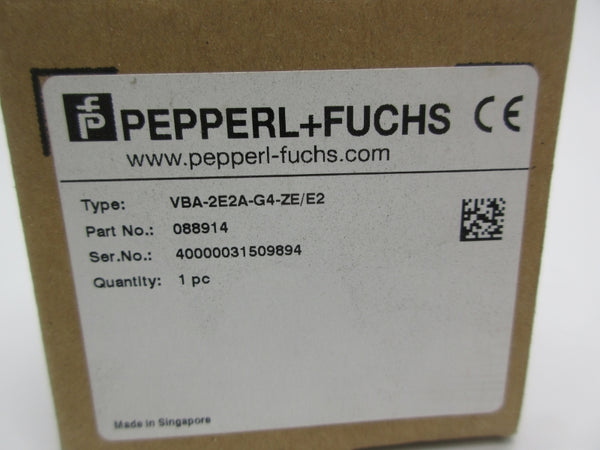 PEPPERL+FUCHS CE
www.pepperl-fuchs.com
Type: VBA-2E2A-G4-ZE/E2
Part No.: 088914
Ser.No.: 40000031509894
Quantity: 1 pc
Made in Singapore